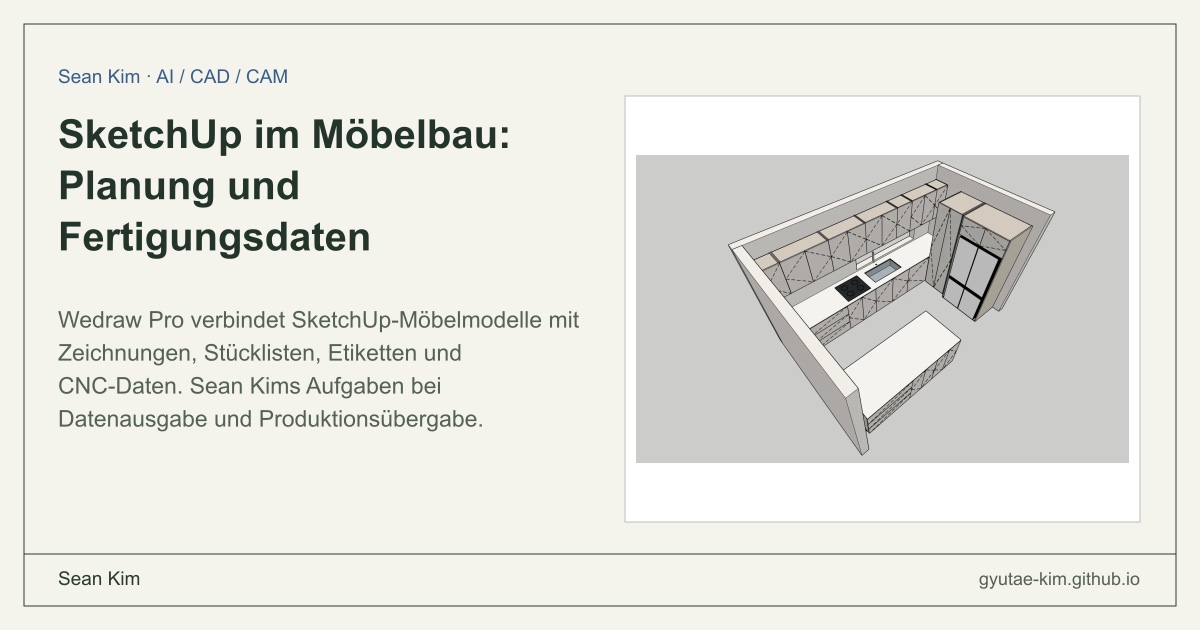 Sean Kim · AI / CAD / CAM
SketchUp im Möbelbau:
Planung und
Fertigungsdaten
Wedraw Pro verbindet SketchUp-Möbelmodelle mit
Zeichnungen, Stücklisten, Etiketten und
CNC-Daten. Sean Kims Aufgaben bei
Datenausgabe und Produktionsübergabe.
Sean Kim
gyutae-kim.github.io